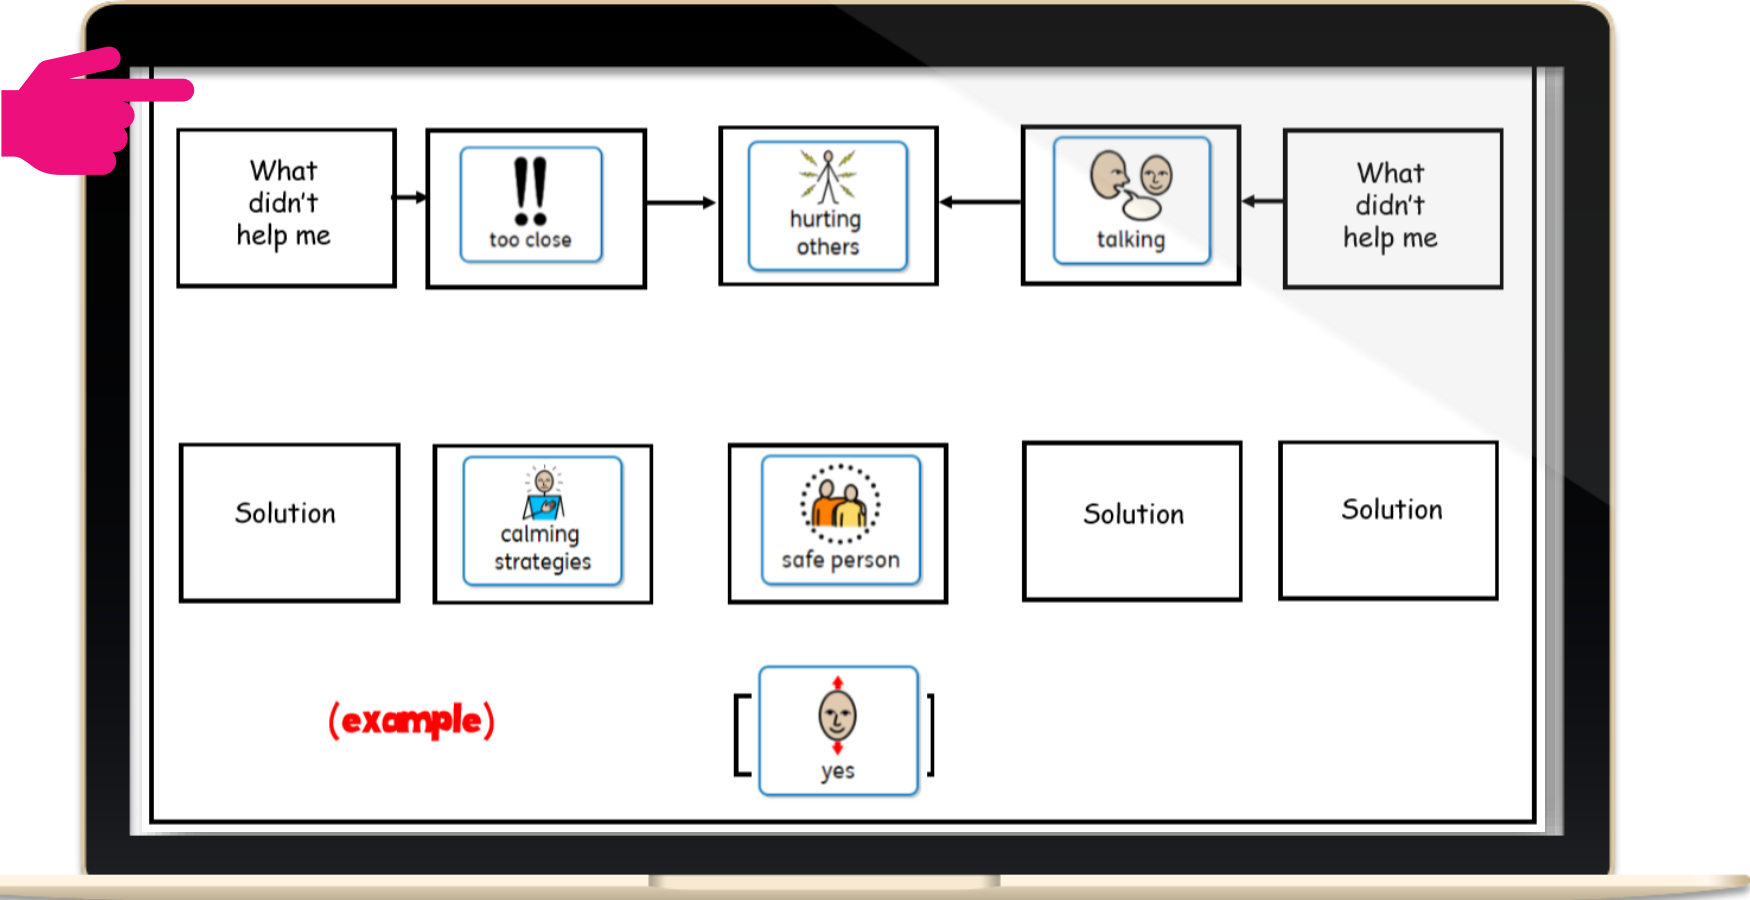 What
didn't
help me
too close
hurting
others
talking
What
didn't
help me
Solution
calming
strategies
safe person
Solution
Solution
(example)
yes